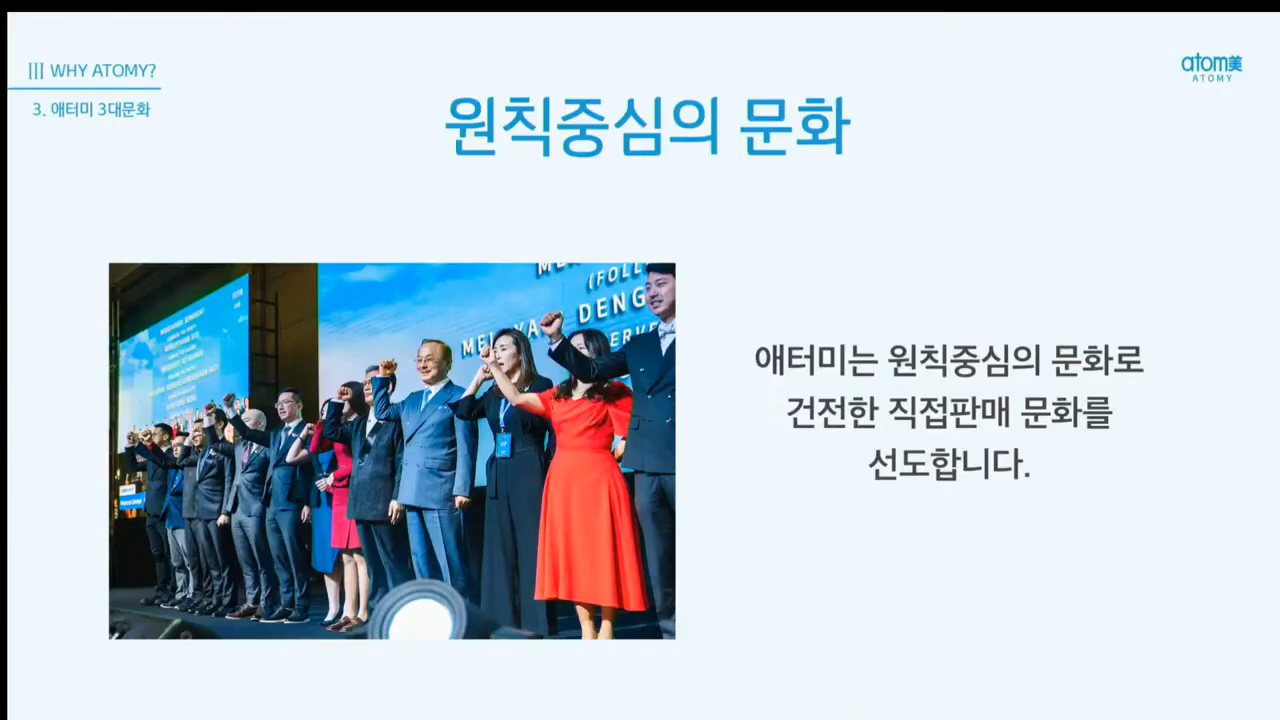 III WHY ATOMY?
3. 애터미 3대문화
atom美
ATOMY
원칙중심의 문화
(FOLL
DENG
애터미는 원칙중심의 문화로
건전한 직접판매 문화를
선도합니다.